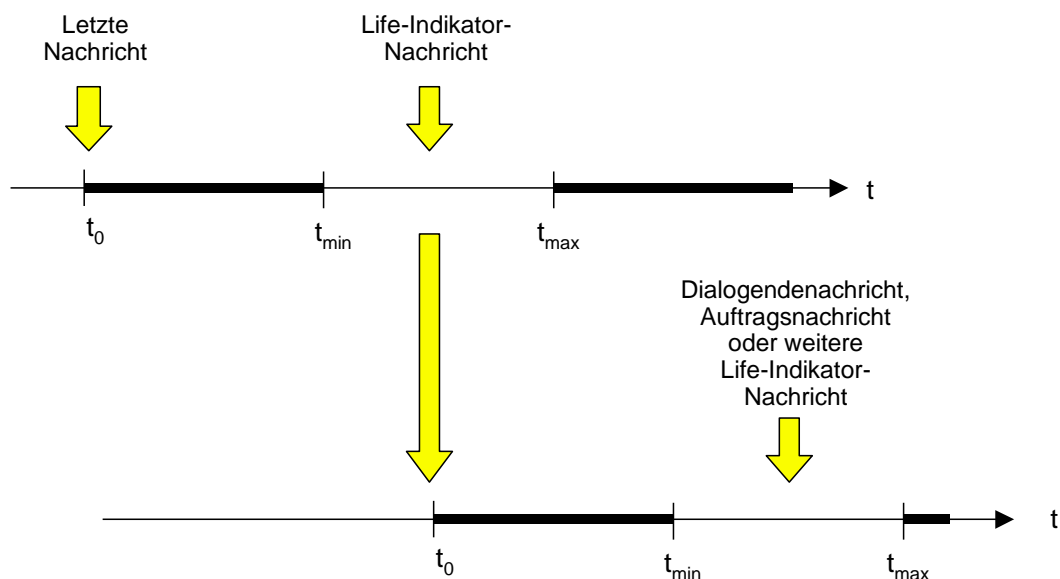 Letzte
Nachricht
Life-Indikator-
Nachricht
t
t0
tmin
tmax
Dialogendenachricht,
Auftragsnachricht
oder weitere
Life-Indikator-
Nachricht
t
t0
tmin
tmax